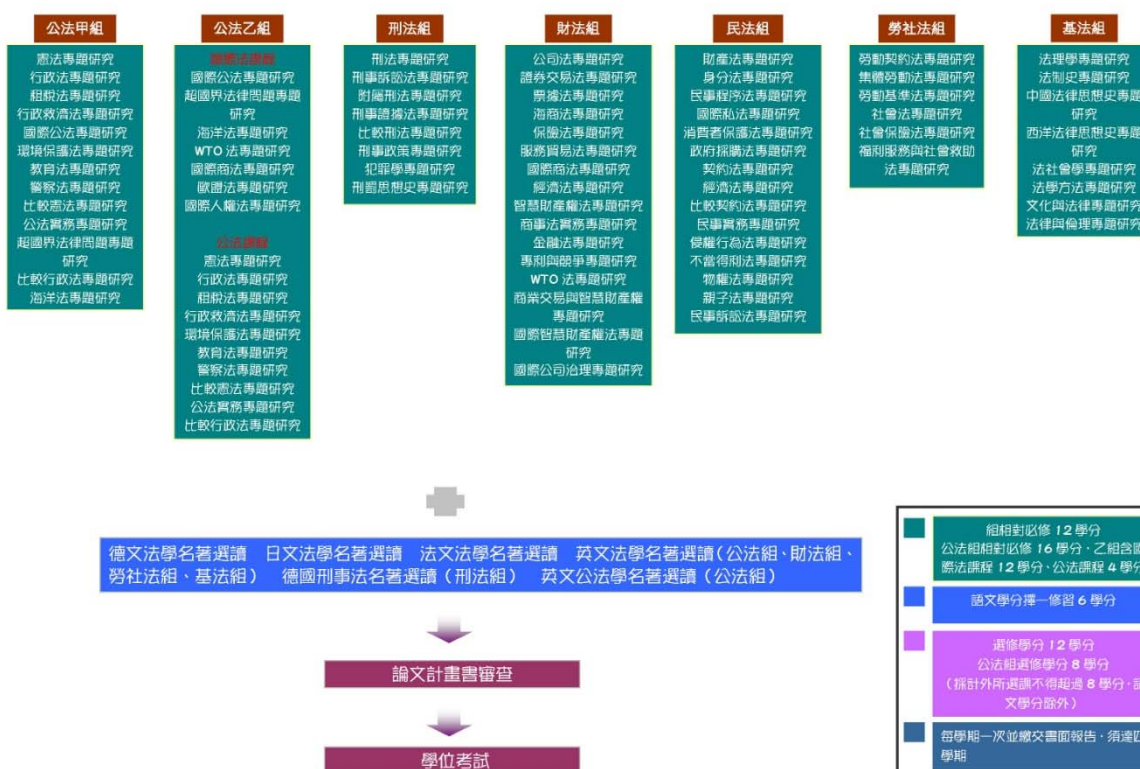 公法甲組
憲法專題研究
行政法專題研究
租稅法專題研究
行政救濟法專題研究
國際公法專題研究
環境保護法專題研究
教育法專題研究
警察法專題研究
比較憲法專題研究
公法實務專題研究
超國界法律問題專題
研究
比較行政法專題研究
海洋法專題研究
公法乙組
國際法課程
國際公法專題研究
超國界法律問題專題
研究
海洋法專題研究
WTO 法專題研究
國際商法專題研究
歐盟法專題研究
國際人權法專題研究
公法課程
憲法專題研究
行政法專題研究
租稅法專題研究
行政救濟法專題研究
環境保護法專題研究
教育法專題研究
警察法專題研究
比較憲法專題研究
公法實務專題研究
比較行政法專題研究
刑法組
刑法專題研究
刑事訴訟法專題研究
附屬刑法專題研究
刑事證據法專題研究
比較刑法專題研究
刑事政策專題研究
犯罪學專題研究
刑罰思想史專題研究
財法組
公司法專題研究
證券交易法專題研究
票據法專題研究
海商法專題研究
保險法專題研究
服務貿易法專題研究
國際商法專題研究
經濟法專題研究
智慧財產權法專題研究
商事法實務專題研究
金融法專題研究
專利與競爭專題研究
WTO 法專題研究
商業交易與智慧財產權
專題研究
國際智慧財產權法專題
研究
國際公司治理專題研究
民法組
財產法專題研究
身分法專題研究
民事程序法專題研究
國際私法專題研究
消費者保護法專題研究
政府採購法專題研究
契約法專題研究
經濟法專題研究
比較契約法專題研究
民事實務專題研究
侵權行為法專題研究
不當得利法專題研究
物權法專題研究
親子法專題研究
民事訴訟法專題研究
勞社法組
勞動契約法專題研究
集體勞動法專題研究
勞動基準法專題研究
社會法專題研究
社會保險法專題研究
福利服務與社會救助
法專題研究
基法組
法理學專題研究
法制史專題研究
中國法律思想史專題
研究
西洋法律思想史專題
研究
法社會學專題研究
法學方法專題研究
文化與法律專題研究
法律與倫理專題研究
德文法學名著選讀 日文法學名著選讀 法文法學名著選讀 英文法學名著選讀（公法組、財法組、
勞社法組、基法組） 德國刑事法名著選讀（刑法組） 英文公法學名著選讀（公法組）
論文計畫書審查
學位考試
組相對必修 12 學分
公法組相對必修 16 學分，乙組含國
際法課程 12 學分、公法課程 4 學分
語文學分擇一修習 6 學分
選修學分 12 學分
公法組選修學分 8 學分
（採計外所選課不得超過 8 學分，語
文學分除外）
每學期一次並繳交書面報告，須達四
學期